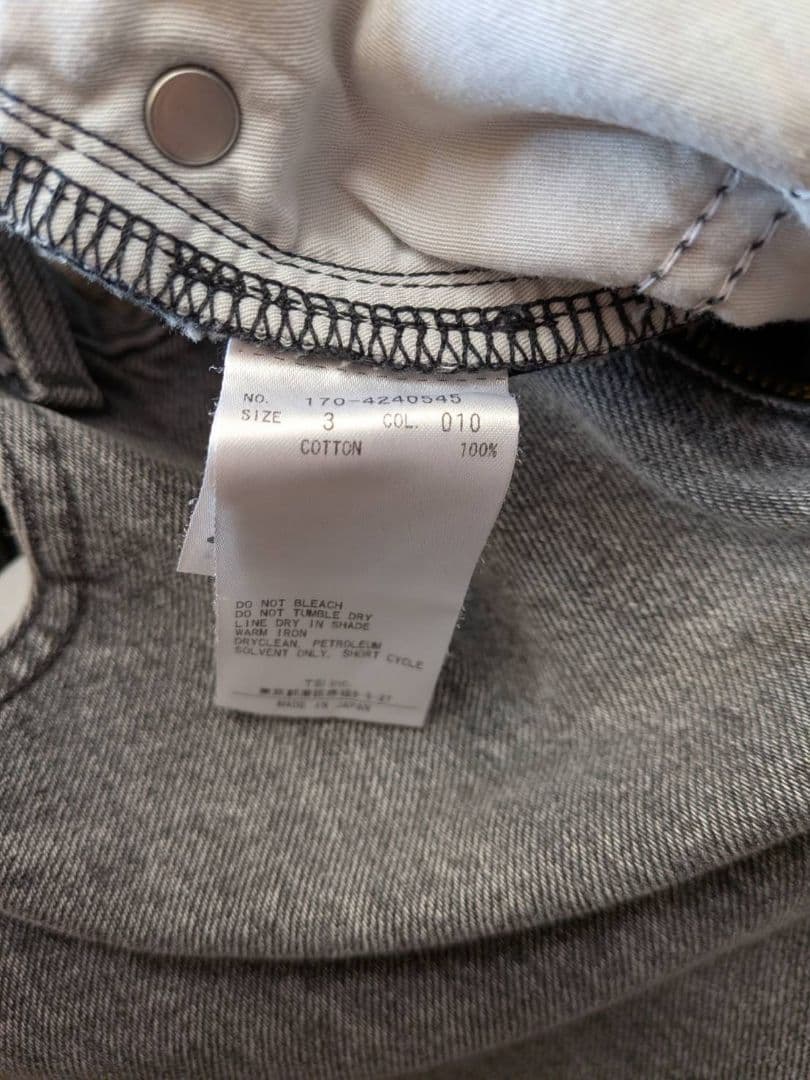 NO. 170-4240545
SIZE 3 COL. 010
COTTON 100%
DO NOT BLEACH
DO NOT TUMBLE DRY
LINE DRY IN SHADE
WARM IRON
DRYCLEAN, PETROLEUM
SOLVENT ONLY, SHORT CYCLE
MADE IN JAPAN